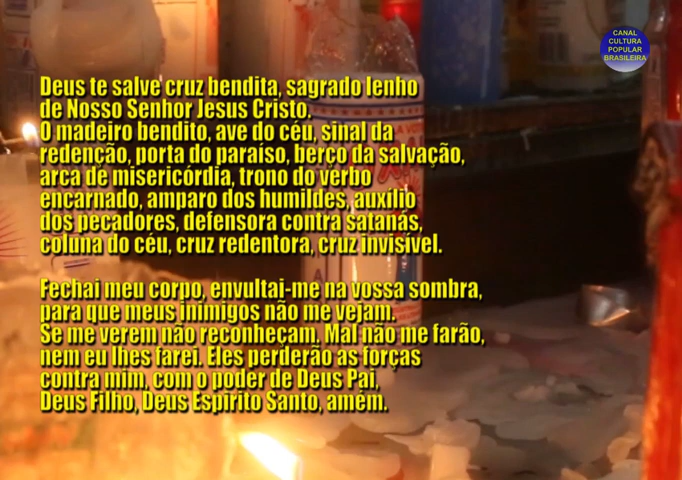 CANAL
CULTURA
POPULAR
BRASILEIRA
Deus te salve cruz bendita, sagrado lenho
de Nosso Senhor Jesus Cristo.
O madeiro bendito, ave do céu, sinal da
redenção, porta do paraíso, berço da salvação,
arca de misericórdia, trono do verbo
encarnado, amparo dos humildes, auxílio
dos pecadores, defensora contra satanás,
coluna do céu, cruz redentora, cruz invisível.
Fechai meu corpo, envultai-me na vossa sombra,
para que meus inimigos não me vejam.
Se me verem não reconheçam. Mal não me farão,
nem eu lhes farei. Eles perderão as forças
contra mim, com o poder de Deus Pai,
Deus Filho, Deus Espirito Santo, amém.